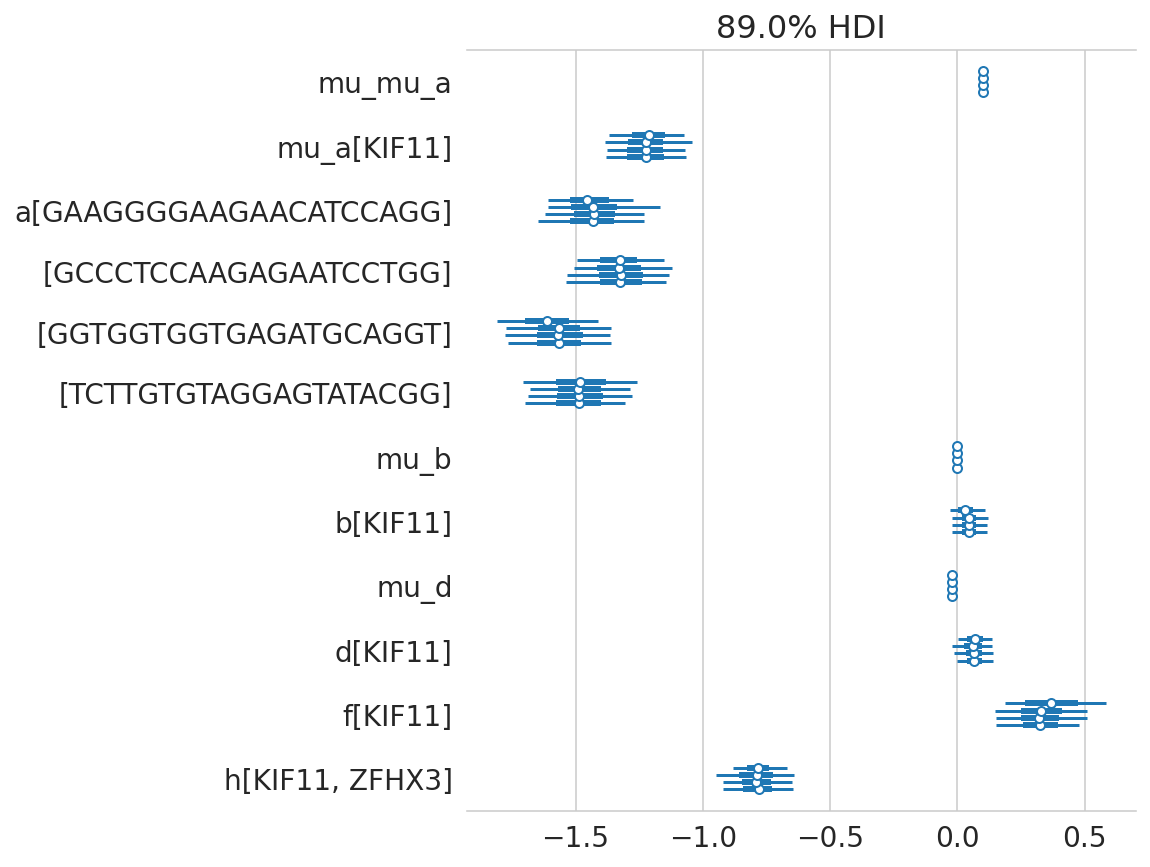 89.0% HDI
mu_mu_a
mu_a[KIF11]
a[GAAGGGGAAGAACATCCAGG]
[GCCCTCCAAGAGAATCCTGG]
[GGTGGTGGTGAGATGCAGGT]
[TCTTGTGTAGGAGTATACGG]
mu_b
b[KIF11]
mu_d
d[KIF11]
f[KIF11]
h[KIF11, ZFHX3]
−1.5 −1.0 −0.5 0.0 0.5